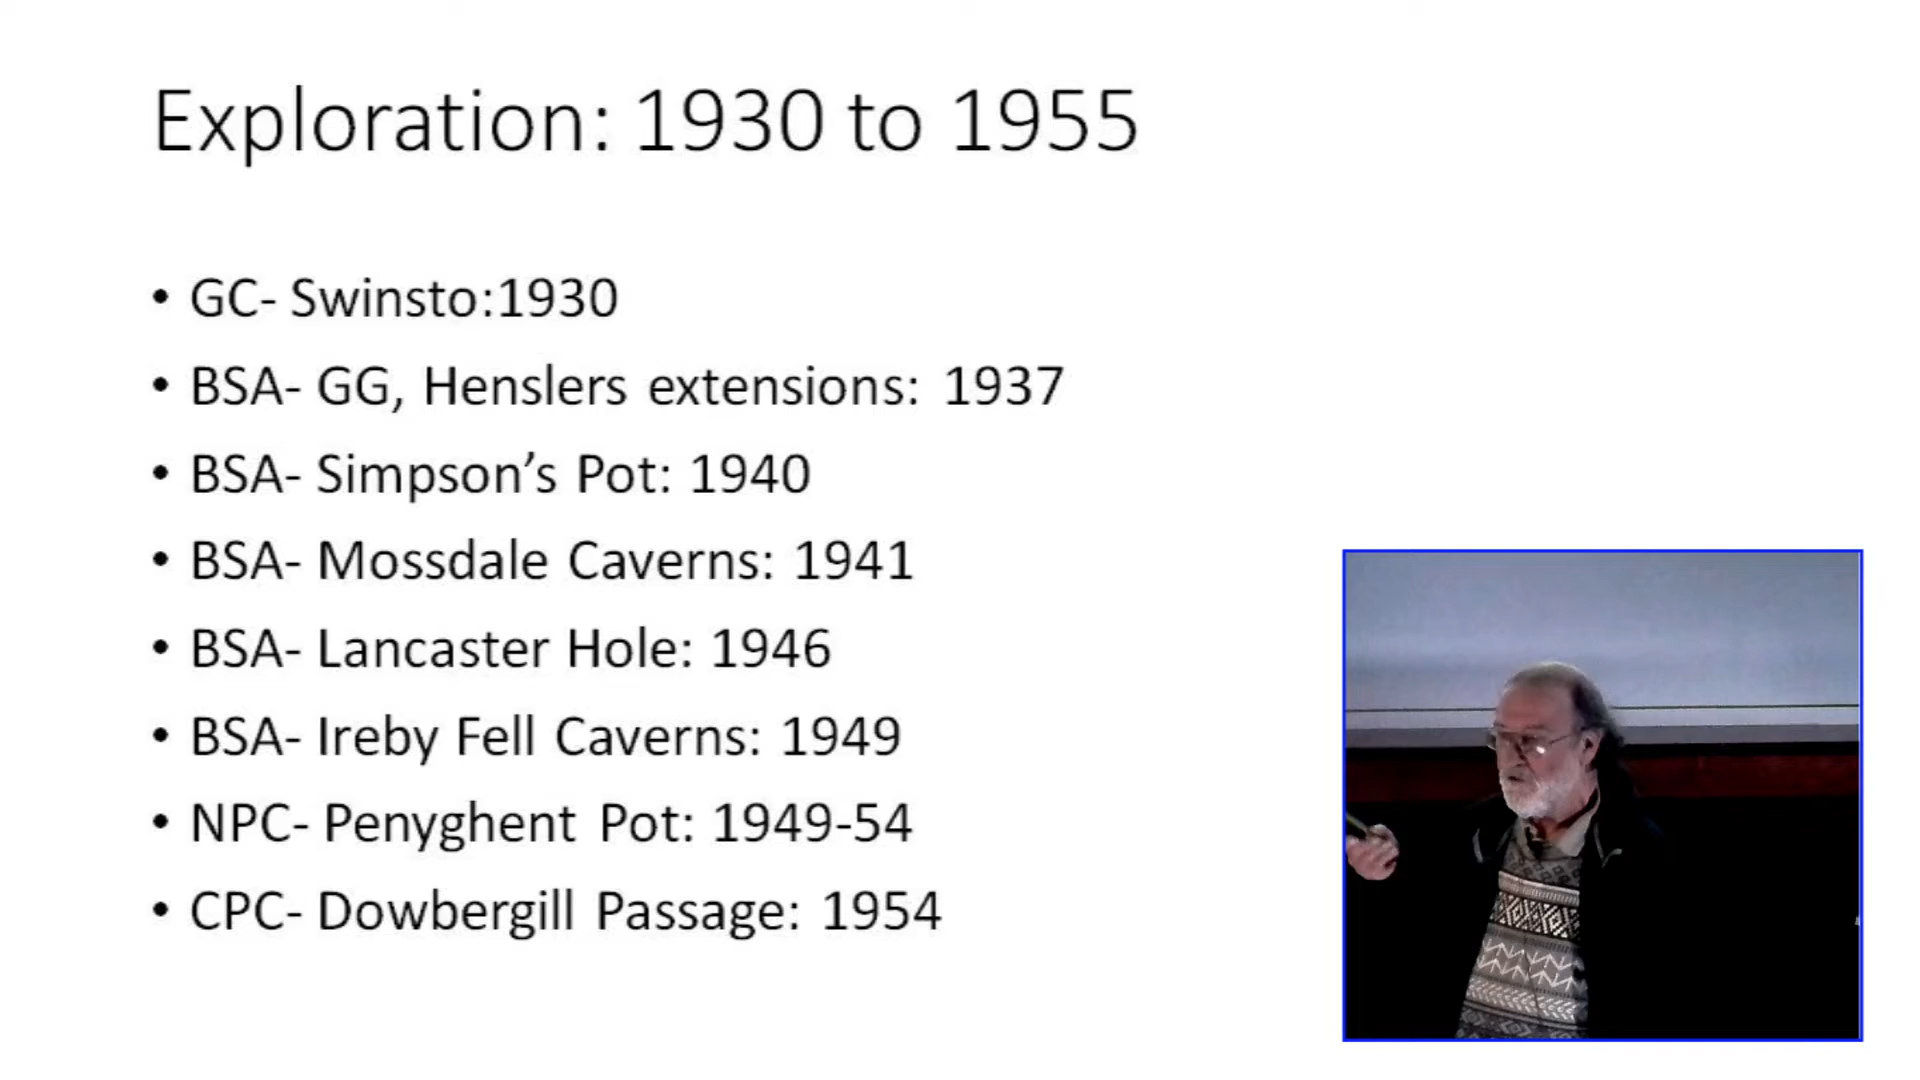 Exploration: 1930 to 1955
• GC- Swinsto:1930
• BSA- GG, Henslers extensions: 1937
• BSA- Simpson’s Pot: 1940
• BSA- Mossdale Caverns: 1941
• BSA- Lancaster Hole: 1946
• BSA- Ireby Fell Caverns: 1949
• NPC- Penyghent Pot: 1949-54
• CPC- Dowbergill Passage: 1954